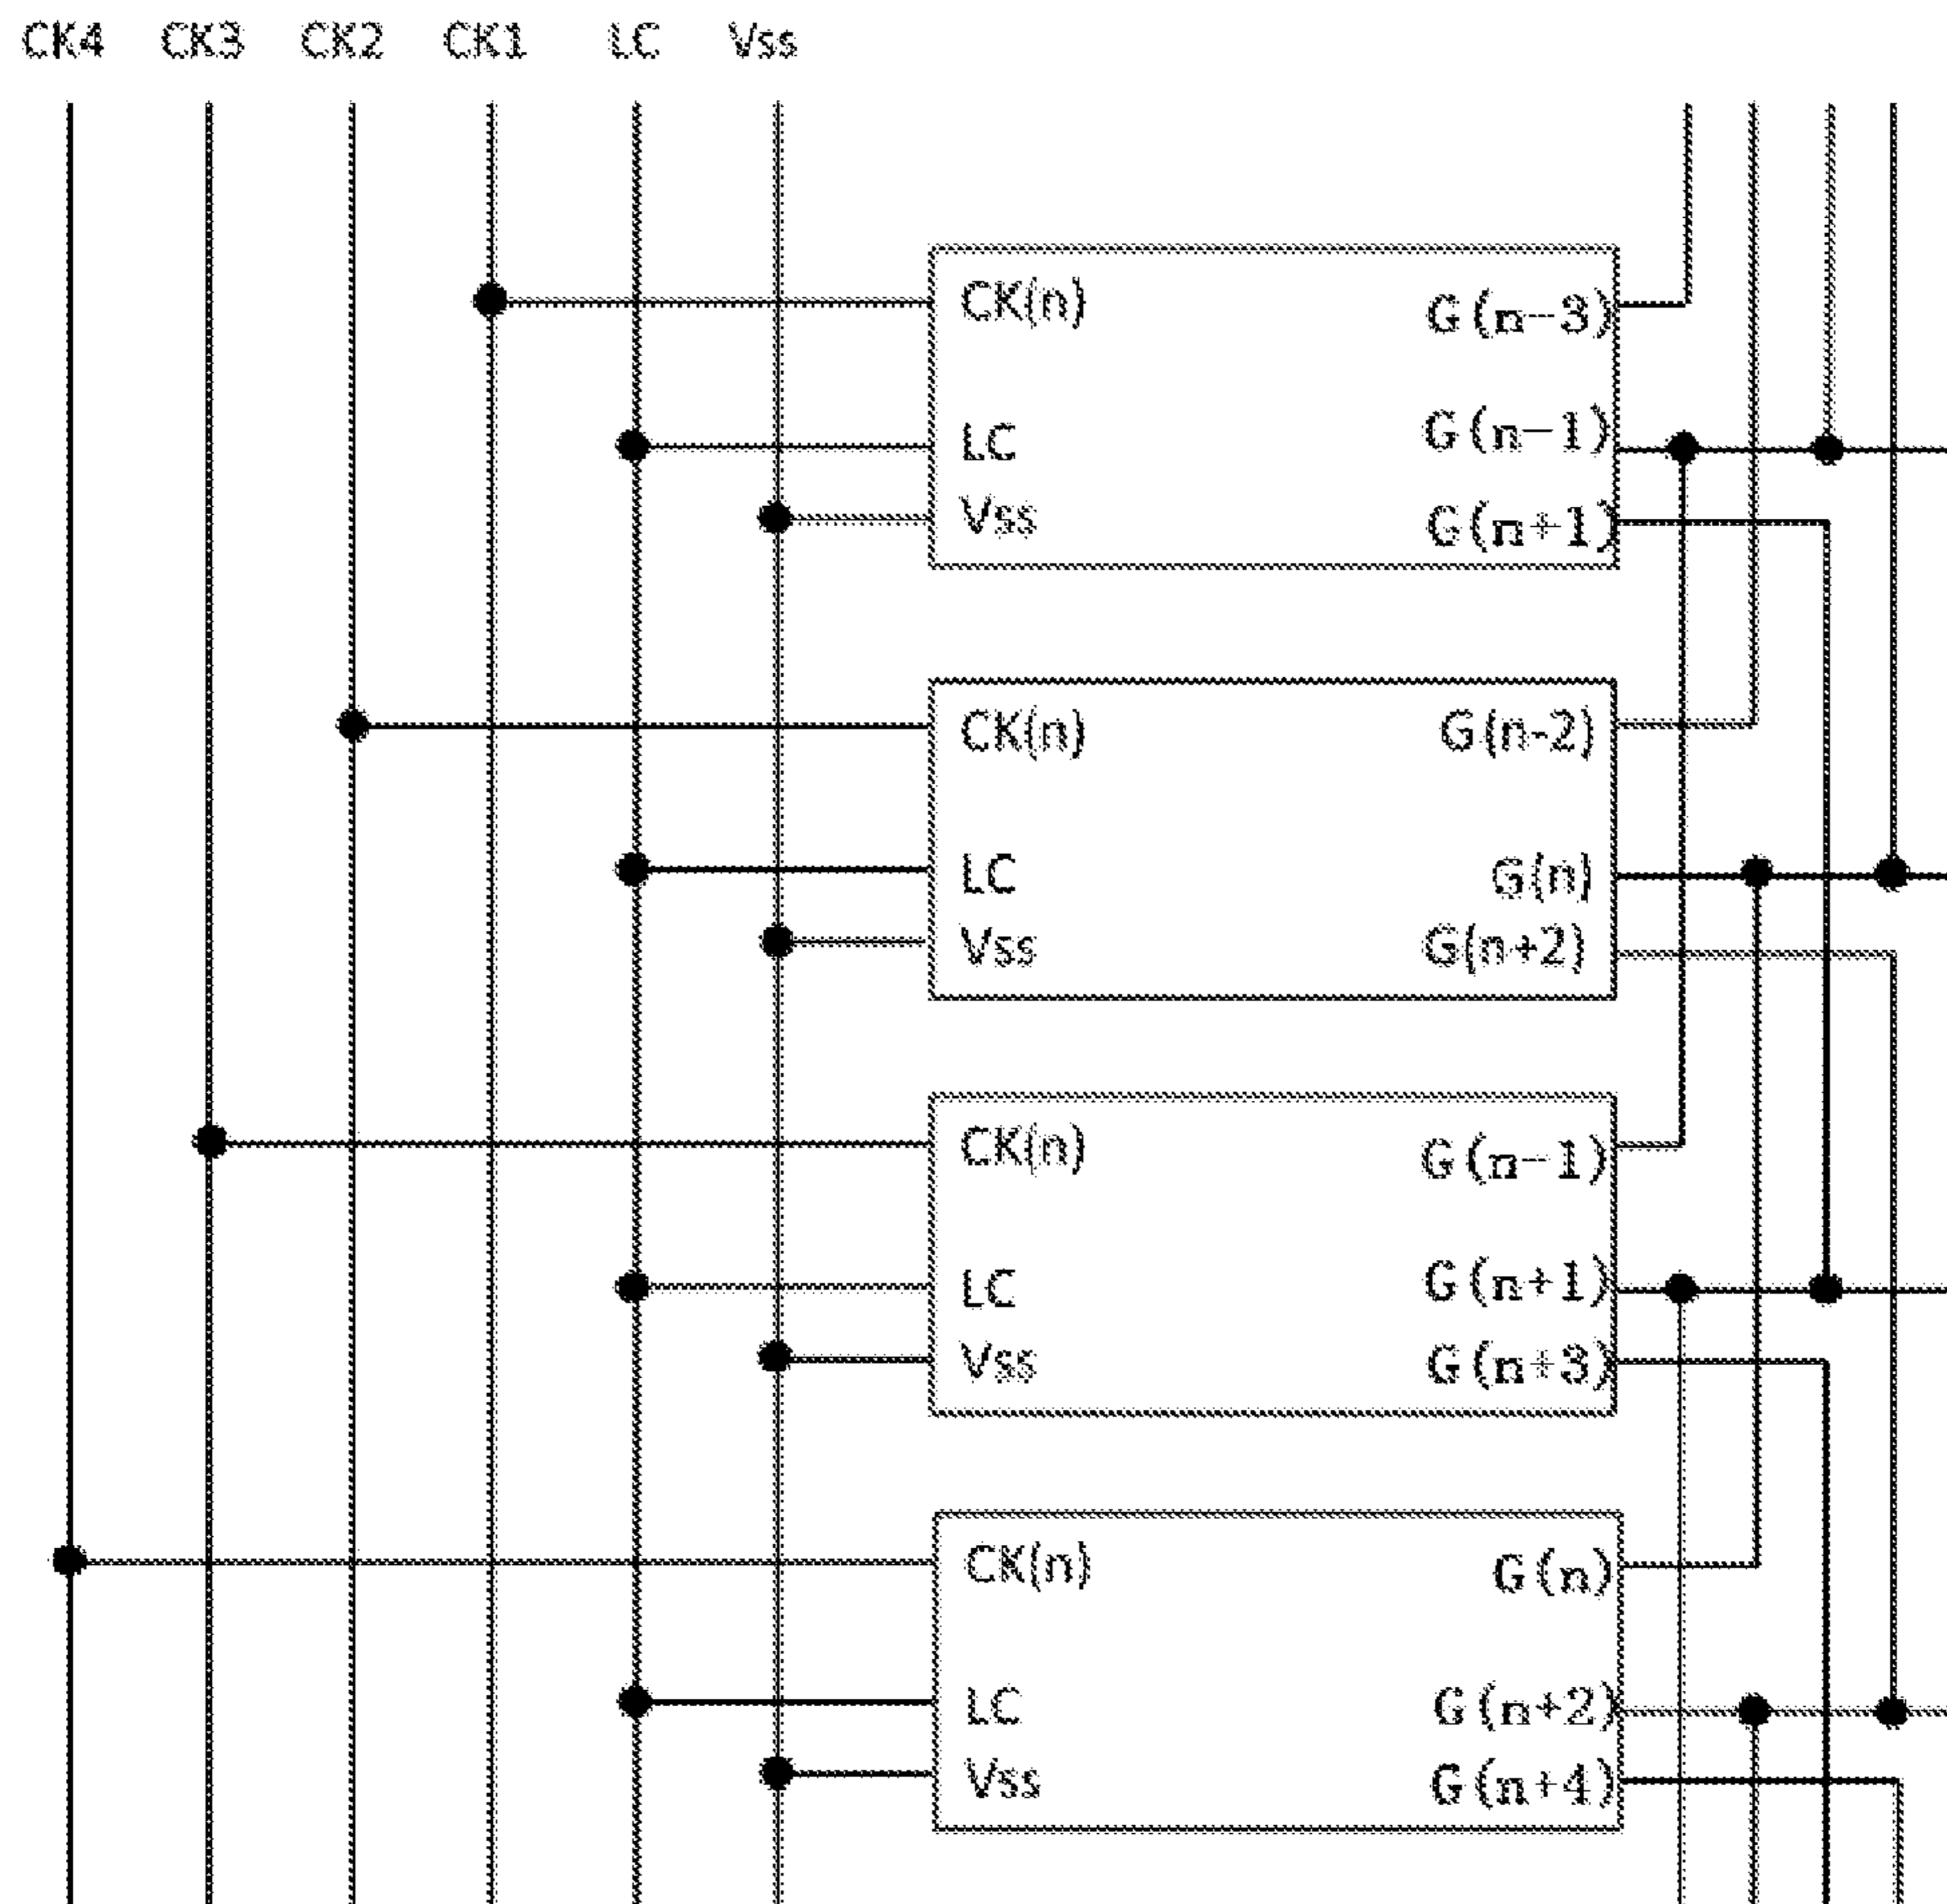 CK4 CK3 CK2 CK1 LC Vss
CK(n) G(n-3)
LC G(n-1)
Vss G(n+1)
CK(n) G(n-2)
LC G(n)
Vss G(n+2)
CK(n) G(n-1)
LC G(n+1)
Vss G(n+3)
CK(n) G(n)
LC G(n+2)
Vss G(n+4)